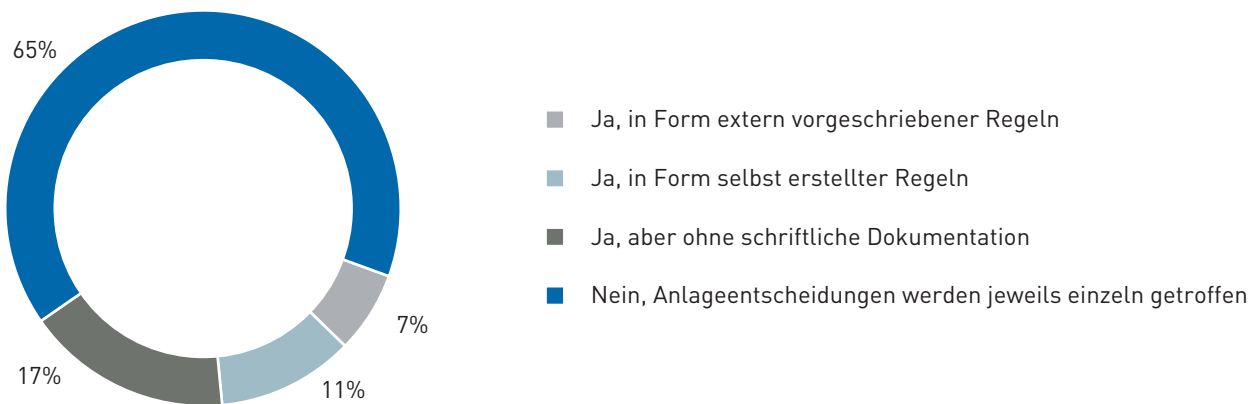 65%
Ja, in Form extern vorgeschriebener Regeln
Ja, in Form selbst erstellter Regeln
Ja, aber ohne schriftliche Dokumentation
Nein, Anlageentscheidungen werden jeweils einzeln getroffen
7%
17%
11%